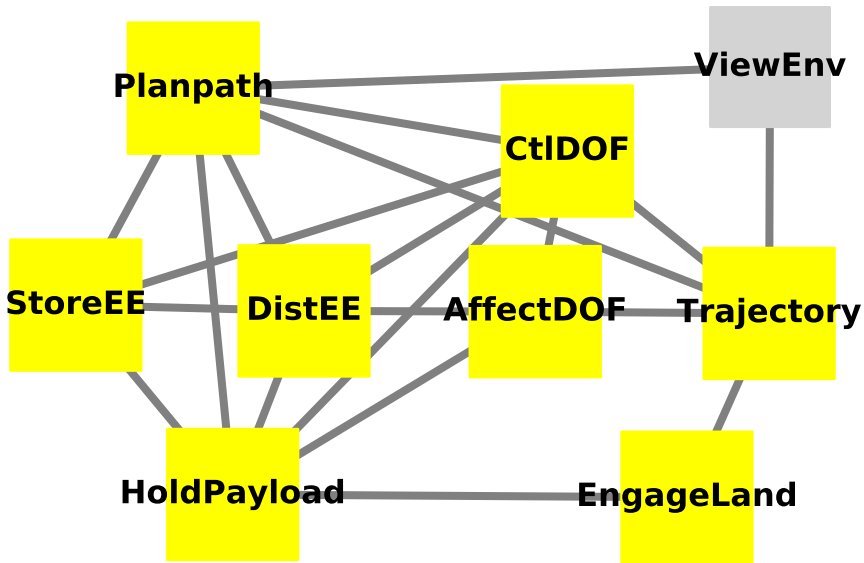 ViewEnv
Planpath
CtlDOF
StoreEE
DistEE
AffectDOF
Trajectory
HoldPayload
EngageLand